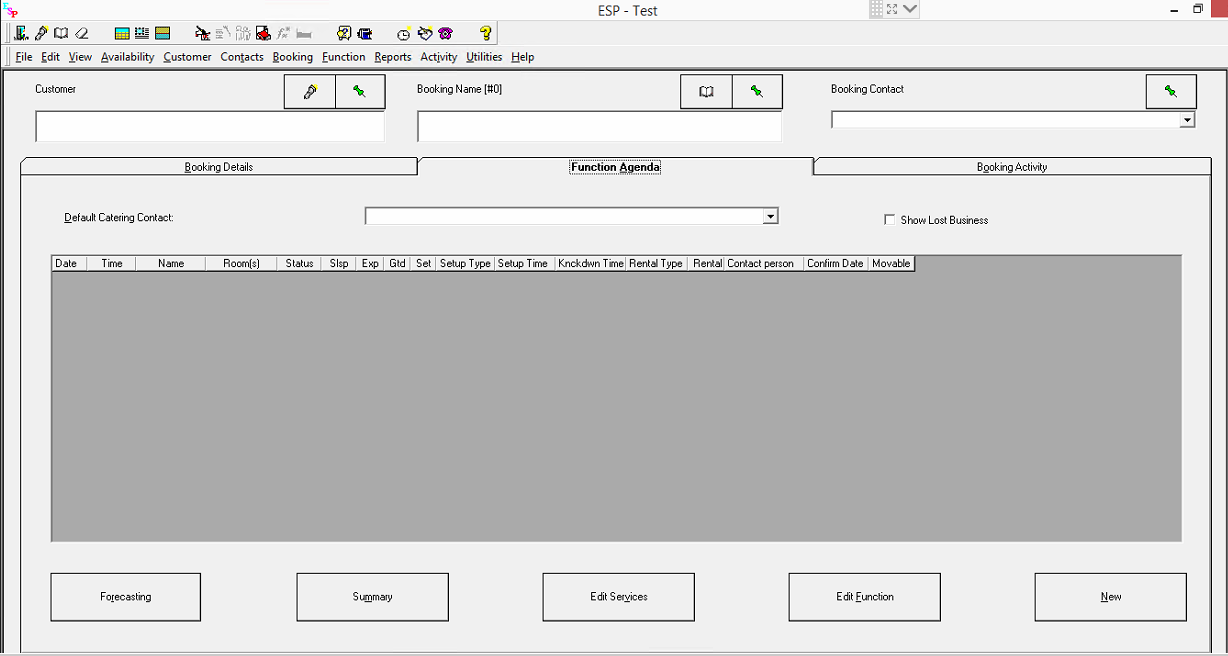 ESP
ESP - Test
File Edit View Availability Customer Contacts Booking Function Reports Activity Utilities Help
Customer
Booking Name [#0]
Booking Contact
Booking Details
Function Agenda
Booking Activity
Default Catering Contact:
Show Lost Business
Date Time Name Room(s) Status Slsp Exp Gtd Set Setup Type Setup Time Knckdwn Time Rental Type Rental Contact person Confirm Date Movable
Forecasting
Summary
Edit Services
Edit Function
New